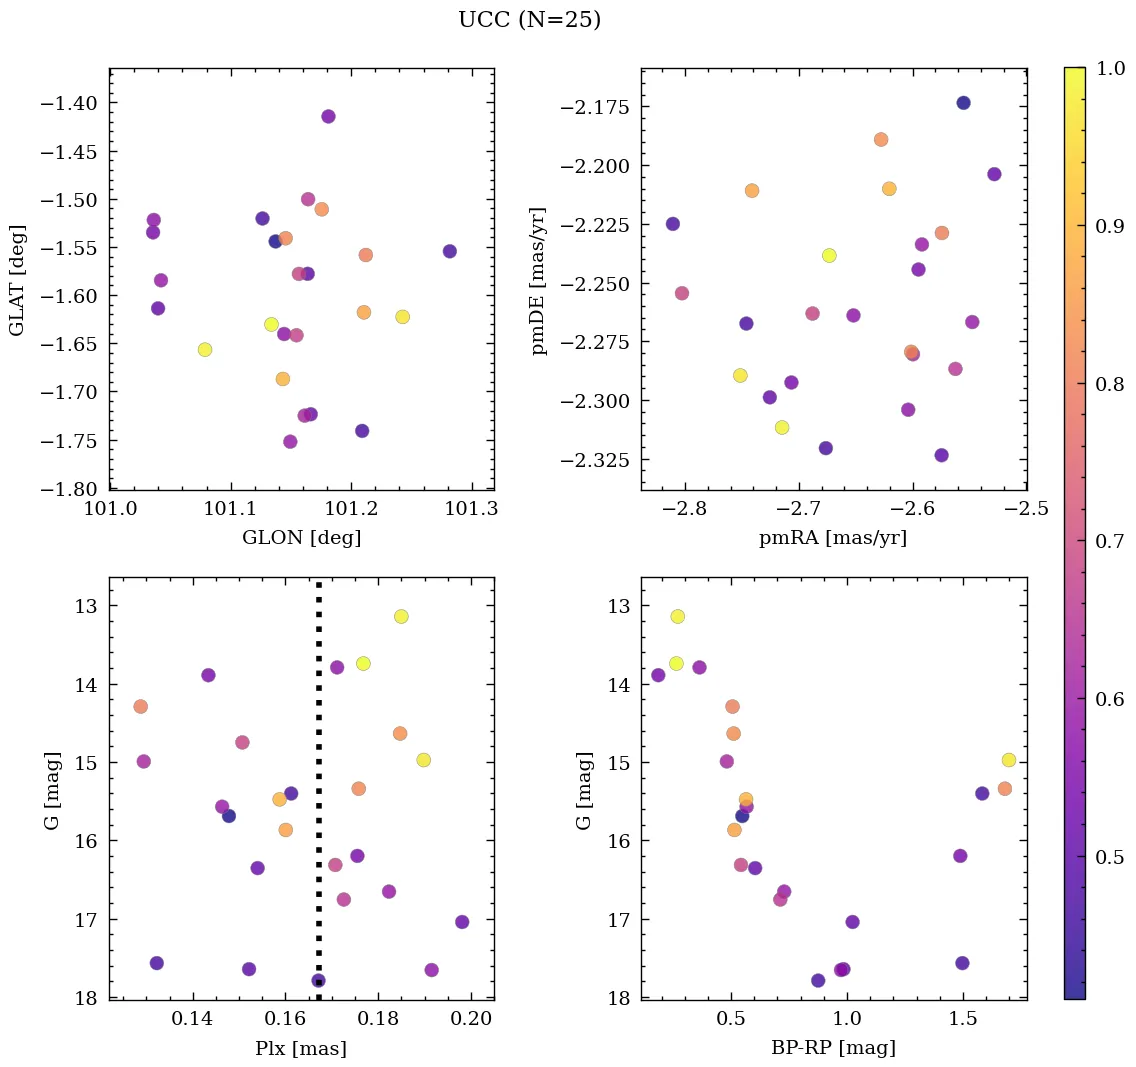 UCC (N=25)
−1.40
−1.45
−1.50
−1.55
−1.60
−1.65
−1.70
−1.75
−1.80
GLAT [deg]
101.0 101.1 101.2 101.3
GLON [deg]
−2.175
−2.200
−2.225
−2.250
−2.275
−2.300
−2.325
pmDE [mas/yr]
−2.8 −2.7 −2.6 −2.5
pmRA [mas/yr]
13
14
15
16
17
18
G [mag]
0.14 0.16 0.18 0.20
Plx [mas]
13
14
15
16
17
18
G [mag]
0.5 1.0 1.5
BP-RP [mag]
1.0
0.9
0.8
0.7
0.6
0.5